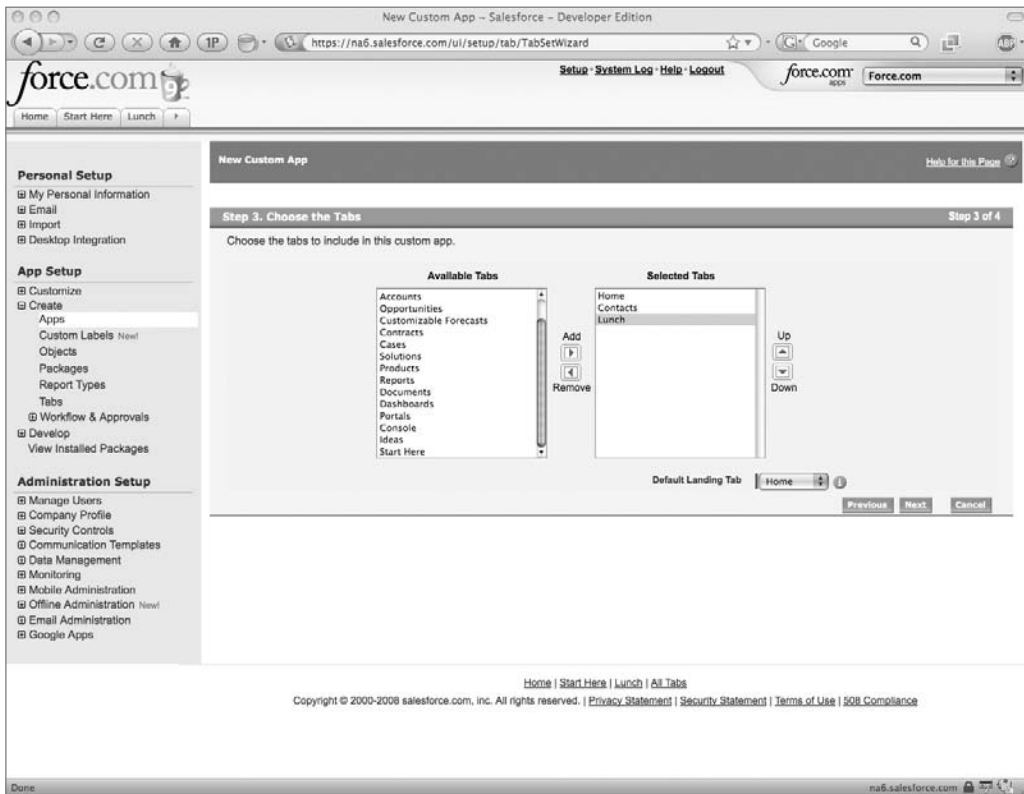 New Custom App – Salesforce – Developer Edition
1P
https://na6.salesforce.com/ui/setup/tab/TabSetWizard
G
Google
ABP
force.com
9
Setup · System Log · Help · Logout
force.com
apps
Force.com
Home
Start Here
Lunch
Personal Setup
My Personal Information
Email
Import
Desktop Integration
App Setup
Customize
Create
Apps
Custom Labels New!
Objects
Packages
Report Types
Tabs
Workflow & Approvals
Develop
View Installed Packages
Administration Setup
Manage Users
Company Profile
Security Controls
Communication Templates
Data Management
Monitoring
Mobile Administration
Offline Administration New!
Email Administration
Google Apps
New Custom App
Help for this Page
Step 3. Choose the Tabs
Step 3 of 4
Choose the tabs to include in this custom app.
Available Tabs
Accounts
Opportunities
Customizable Forecasts
Contracts
Cases
Solutions
Products
Reports
Documents
Dashboards
Portals
Console
Ideas
Start Here
Add
Remove
Selected Tabs
Home
Contacts
Lunch
Up
Down
Default Landing Tab
Home
Previous
Next
Cancel
Home | Start Here | Lunch | All Tabs
Copyright © 2000-2008 salesforce.com, inc. All rights reserved. | Privacy Statement | Security Statement | Terms of Use | 508 Compliance
Done
na6.salesforce.com